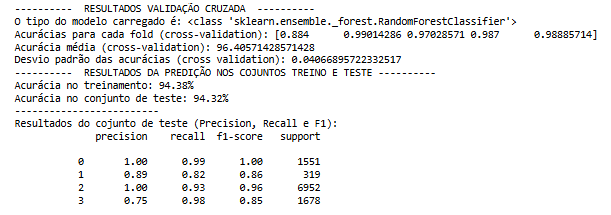 ---------- RESULTADOS VALIDAÇÃO CRUZADA ----------
O tipo do modelo carregado é: <class 'sklearn.ensemble._forest.RandomForestClassifier'>
Acurácias para cada fold (cross-validation): [0.884 0.99014286 0.97028571 0.987 0.98885714]
Acurácia média (cross-validation): 96.40571428571428
Desvio padrão das acurácias (cross validation): 0.04066895722332517
---------- RESULTADOS DA PREDIÇÃO NOS COJUNTOS TREINO E TESTE ----------
Acurácia no treinamento: 94.38%
Acurácia no conjunto de teste: 94.32%
-------------------------
Resultados do cojunto de teste (Precision, Recall e F1):
precision recall f1-score support
0 1.00 0.99 1.00 1551
1 0.89 0.82 0.86 319
2 1.00 0.93 0.96 6952
3 0.75 0.98 0.85 1678